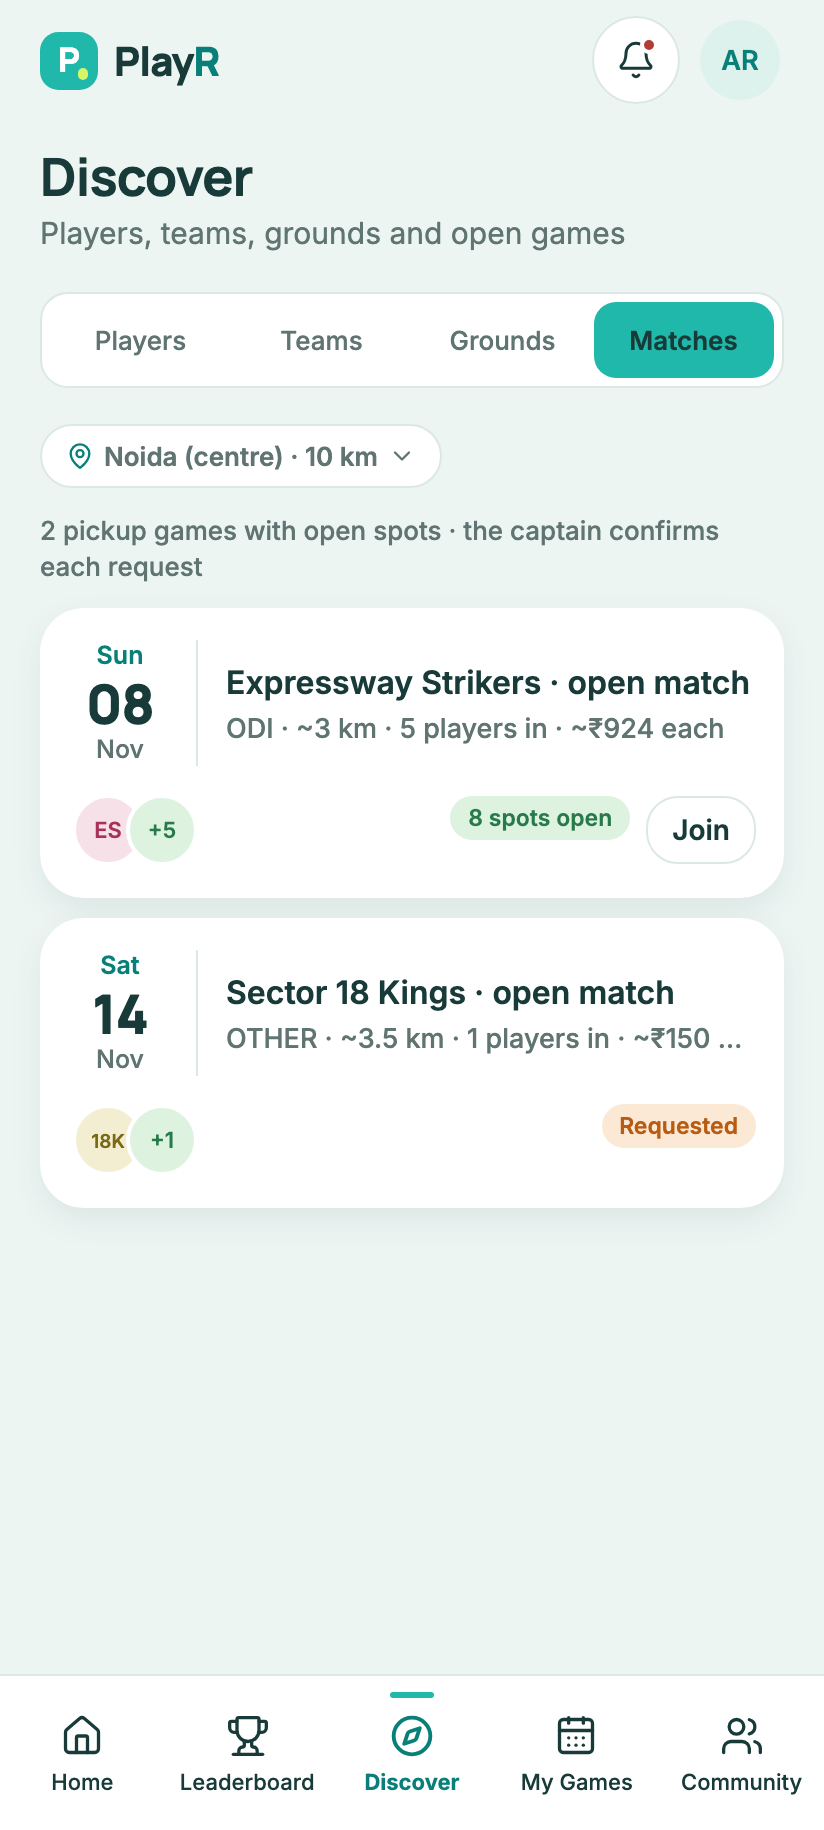 P.
PlayR
AR
Discover
Players, teams, grounds and open games
Players
Teams
Grounds
Matches
Noida (centre) · 10 km
2 pickup games with open spots · the captain confirms
each request
Sun
08
Nov
Expressway Strikers · open match
ODI · ~3 km · 5 players in · ~₹924 each
ES
+5
8 spots open
Join
Sat
14
Nov
Sector 18 Kings · open match
OTHER · ~3.5 km · 1 players in · ~₹150 ...
18K
+1
Requested
Home
Leaderboard
Discover
My Games
Community